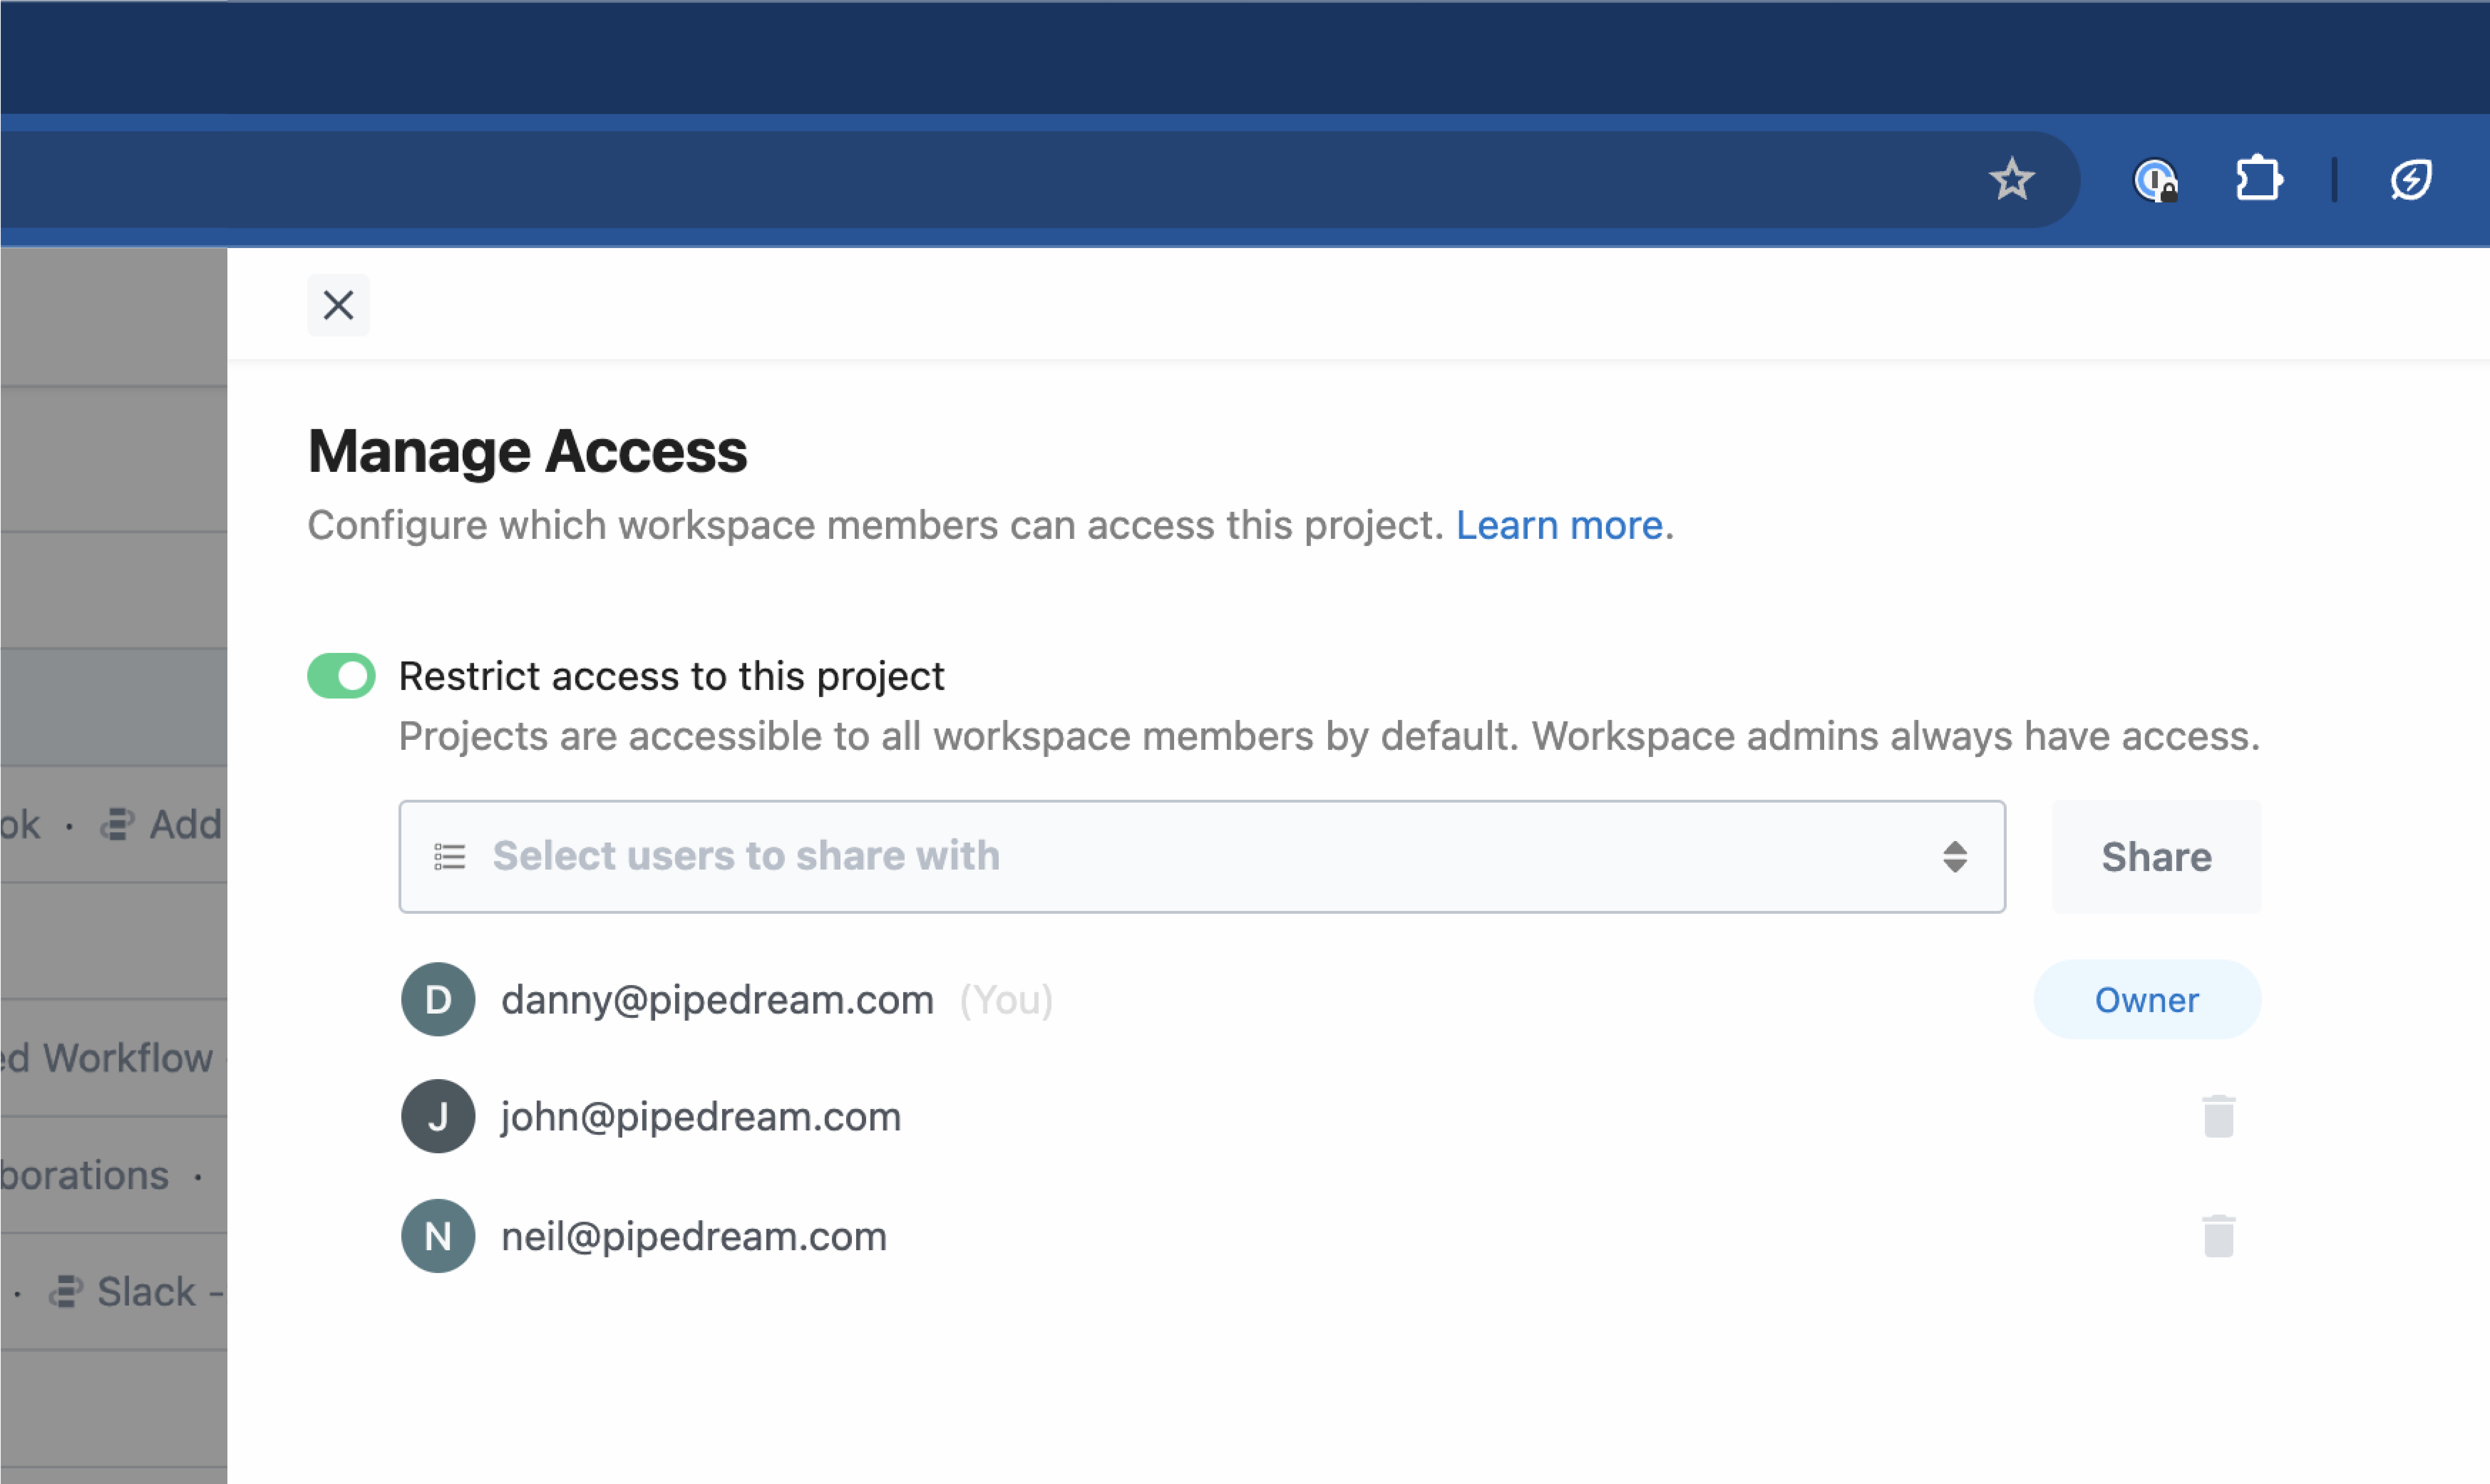 Manage Access
Configure which workspace members can access this project. Learn more.
Restrict access to this project
Projects are accessible to all workspace members by default. Workspace admins always have access.
Select users to share with
Share
D danny@pipedream.com (You) Owner
J john@pipedream.com
N neil@pipedream.com
ok · Add
ed Workflow
borations ·
· Slack -